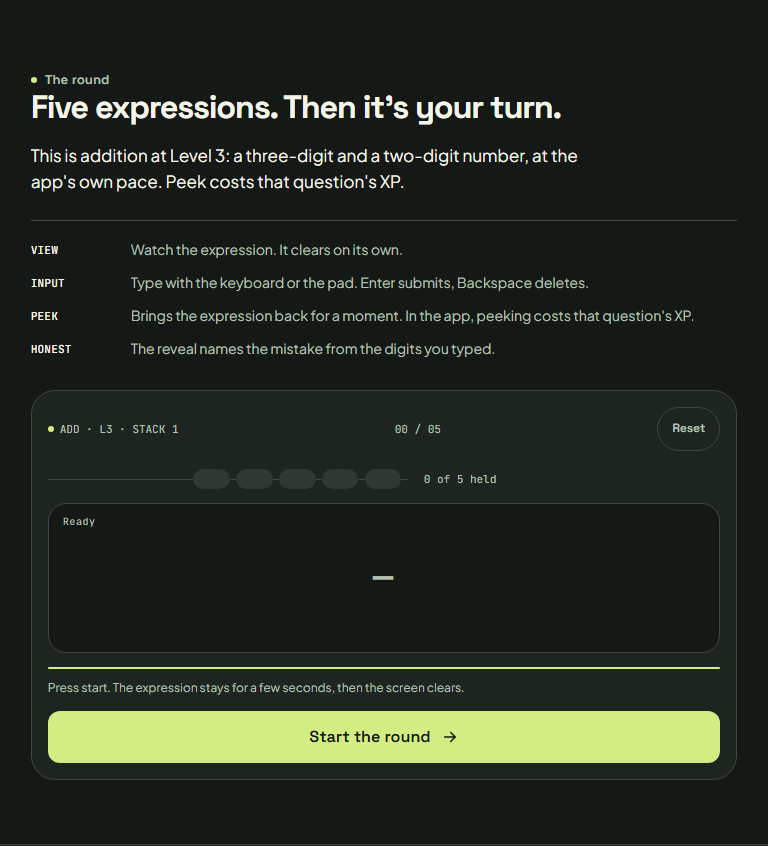 The round
Five expressions. Then it’s your turn.
This is addition at Level 3: a three-digit and a two-digit number, at the
app's own pace. Peek costs that question's XP.
VIEW Watch the expression. It clears on its own.
INPUT Type with the keyboard or the pad. Enter submits, Backspace deletes.
PEEK Brings the expression back for a moment. In the app, peeking costs that question's XP.
HONEST The reveal names the mistake from the digits you typed.
ADD · L3 · STACK 1 00 / 05 Reset
0 of 5 held
Ready
—
Press start. The expression stays for a few seconds, then the screen clears.
Start the round →